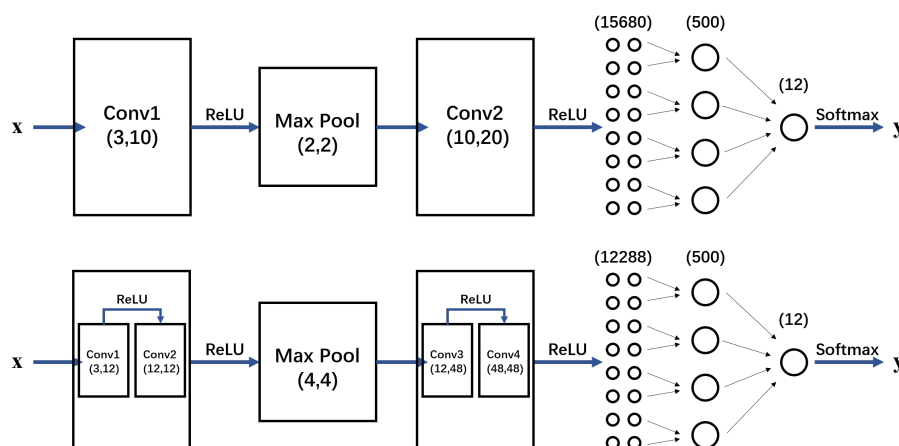 (15680)
(500)
(12)
x
Conv1
(3,10)
ReLU
Max Pool
(2,2)
Conv2
(10,20)
ReLU
Softmax
y
(12288)
(500)
(12)
x
ReLU
Conv1
(3,12)
Conv2
(12,12)
ReLU
Max Pool
(4,4)
ReLU
Conv3
(12,48)
Conv4
(48,48)
ReLU
Softmax
y